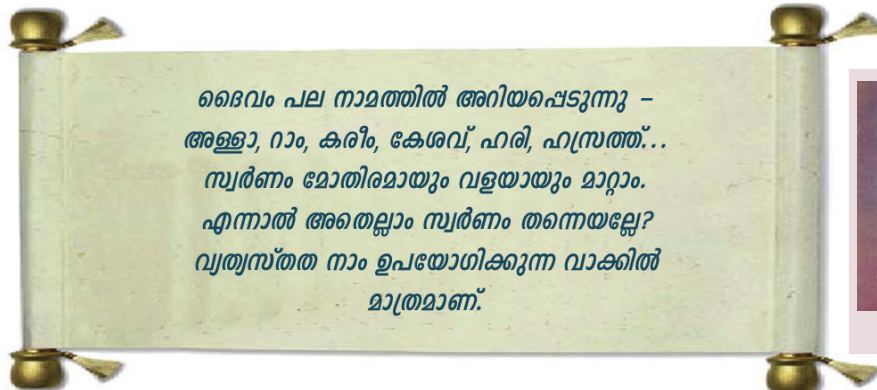 ദൈവം പല നാമത്തിൽ അറിയപ്പെടുന്നു –
അള്ളാ, റാം, കരീം, കേശവ്, ഹരി, ഹസ്രത്ത്...
സ്വർണം മോതിരമായും വളയായും മാറ്റാം.
എന്നാൽ അതെല്ലാം സ്വർണം തന്നെയല്ലേ?
വ്യത്യസ്തത നാം ഉപയോഗിക്കുന്ന വാക്കിൽ
മാത്രമാണ്.